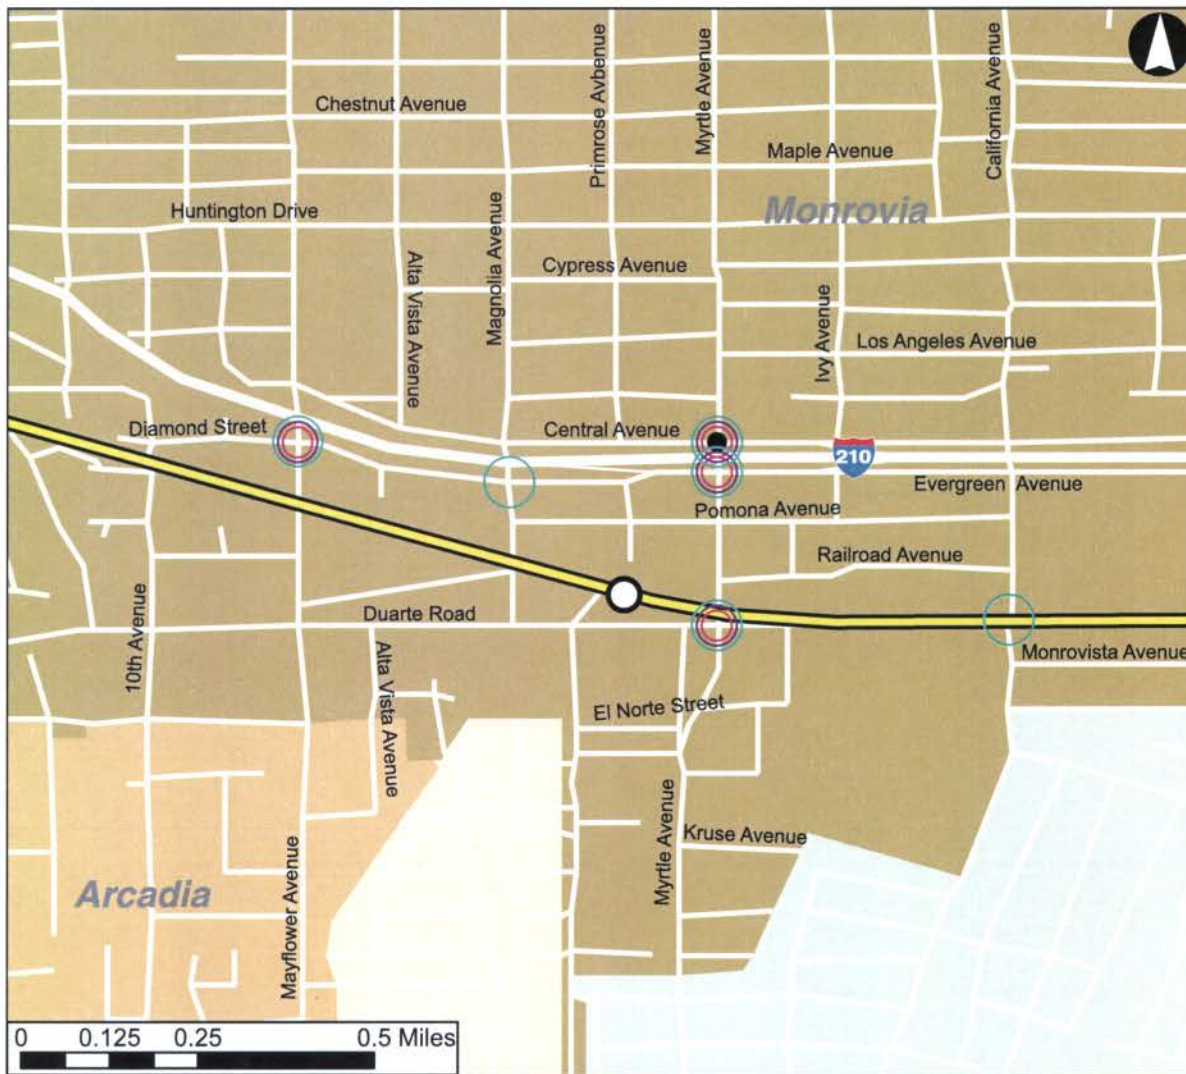 Chestnut Avenue
Primrose Avbenue
Myrtle Avenue
California Avenue
Maple Avenue
Huntington Drive
Monrovia
Magnolia Avenue
Alta Vista Avenue
Cypress Avenue
Ivy Avenue
Los Angeles Avenue
Diamond Street
Central Avenue
210
Evergreen Avenue
Pomona Avenue
Railroad Avenue
10th Avenue
Duarte Road
Alta Vista Avenue
Monrovista Avenue
El Norte Street
Myrtle Avenue
Kruse Avenue
Arcadia
Mayflower Avenue
0 0.125 0.25 0.5 Miles